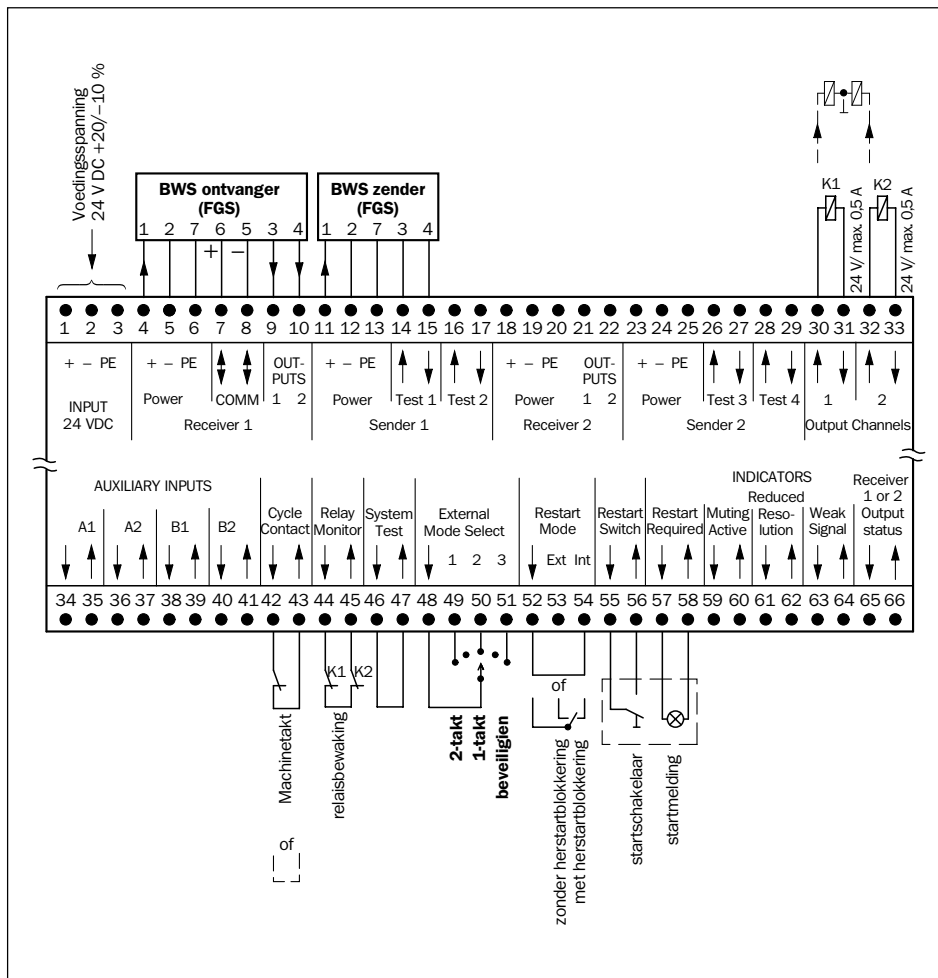 Voedingsspanning
24 V DC +20/−10 %
BWS ontvanger
(FGS)
1 2 7 6 5 3 4
+ −
BWS zender
(FGS)
1 2 7 3 4
K1
24 V/ max. 0,5 A
K2
24 V/ max. 0,5 A
1 2 3 4 5 6 7 8 9 10 11 12 13 14 15 16 17 18 19 20 21 22 23 24 25 26 27 28 29 30 31 32 33
+ − PE
INPUT
24 VDC
+ − PE
Power
COMM
OUT-
PUTS
1 2
Receiver 1
+ − PE
Power
Test 1
Test 2
Sender 1
+ − PE
Power
OUT-
PUTS
1 2
Receiver 2
+ − PE
Power
Test 3
Test 4
Sender 2
1 2
Output Channels
AUXILIARY INPUTS
A1 A2 B1 B2
Cycle
Contact
Relay
Monitor
System
Test
External
Mode Select
1 2 3
Restart
Mode
Ext Int
Restart
Switch
INDICATORS
Restart
Required
Muting
Active
Reduced
Reso-
lution
Weak
Signal
Receiver
1 or 2
Output
status
34 35 36 37 38 39 40 41 42 43 44 45 46 47 48 49 50 51 52 53 54 55 56 57 58 59 60 61 62 63 64 65 66
Machinetakt
of
K1 K2
relaisbewaking
2-takt
1-takt
beveiligien
of
zonder herstartblokkering
met herstartblokkering
startschakelaar
startmelding